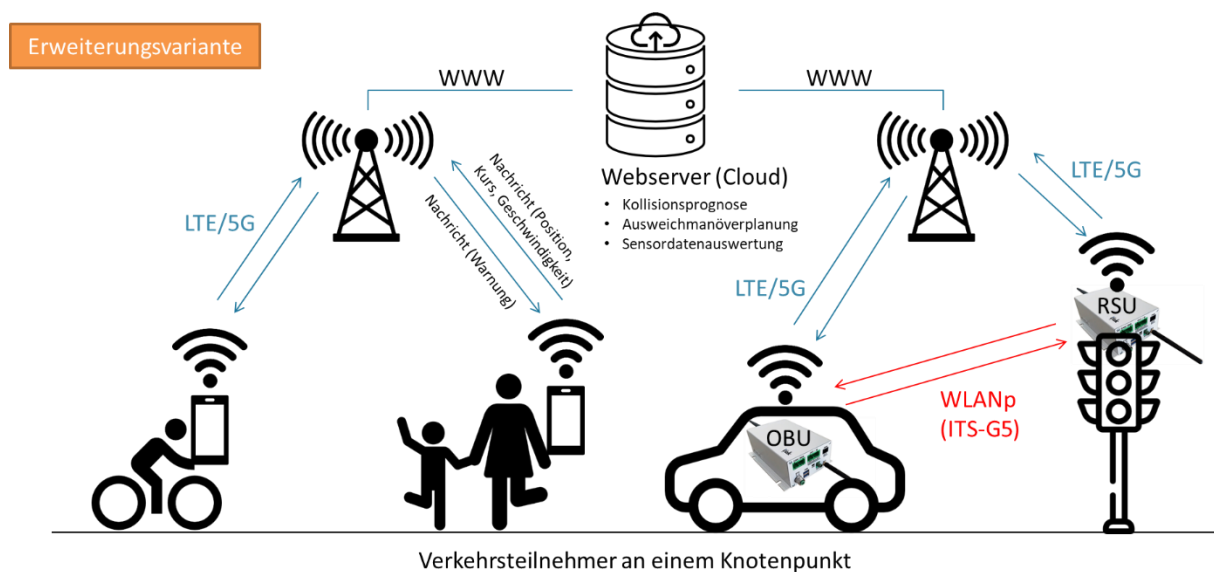 Erweiterungsvariante
WWW
WWW
Webserver (Cloud)
• Kollisionsprognose
• Ausweichmanöverplanung
• Sensordatenauswertung
LTE/5G
Nachricht (Position,
Kurs, Geschwindigkeit)
Nachricht (Warnung)
LTE/5G
LTE/5G
RSU
OBU
WLANp
(ITS-G5)
Verkehrsteilnehmer an einem Knotenpunkt